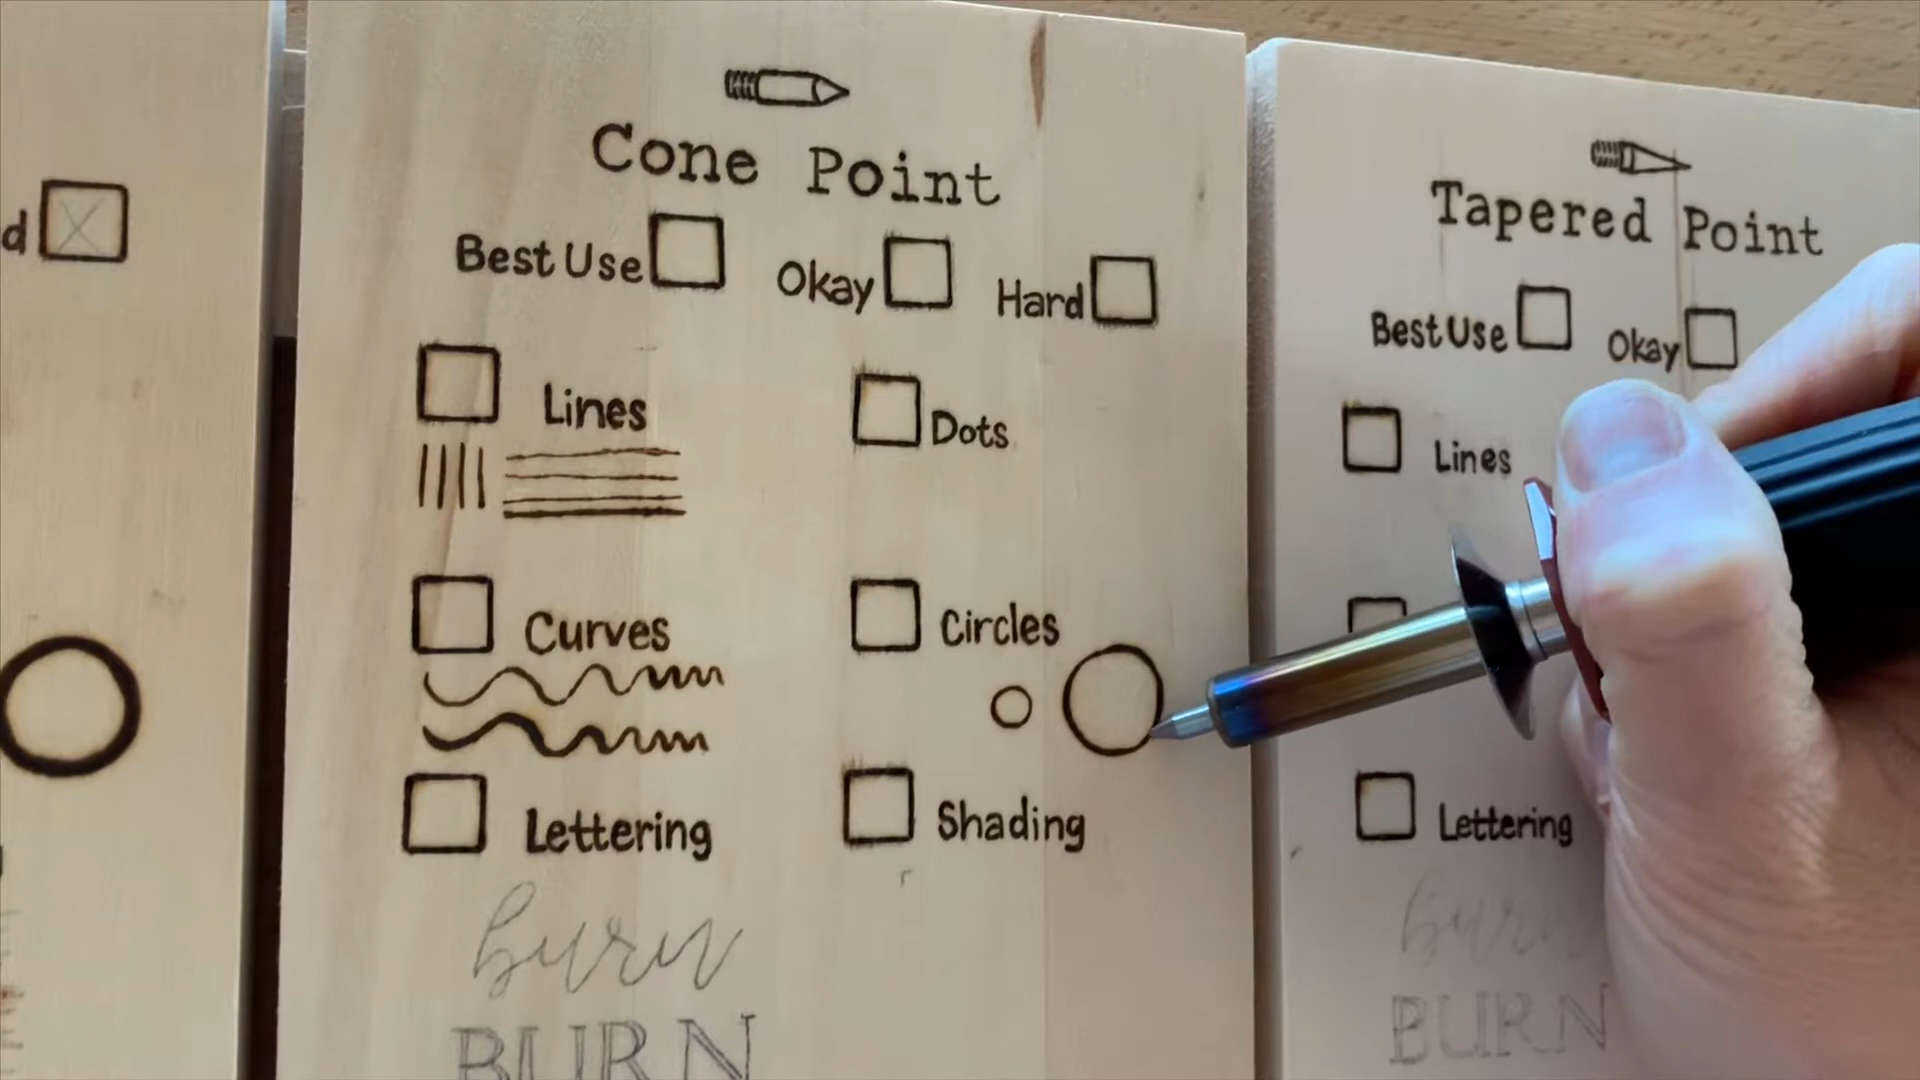 d
Cone Point
Best Use Okay Hard
Lines
Dots
Curves
Circles
Lettering
Shading
burn
BURN
Tapered Point
Best Use Okay
Lines
Lettering
burn
BURN